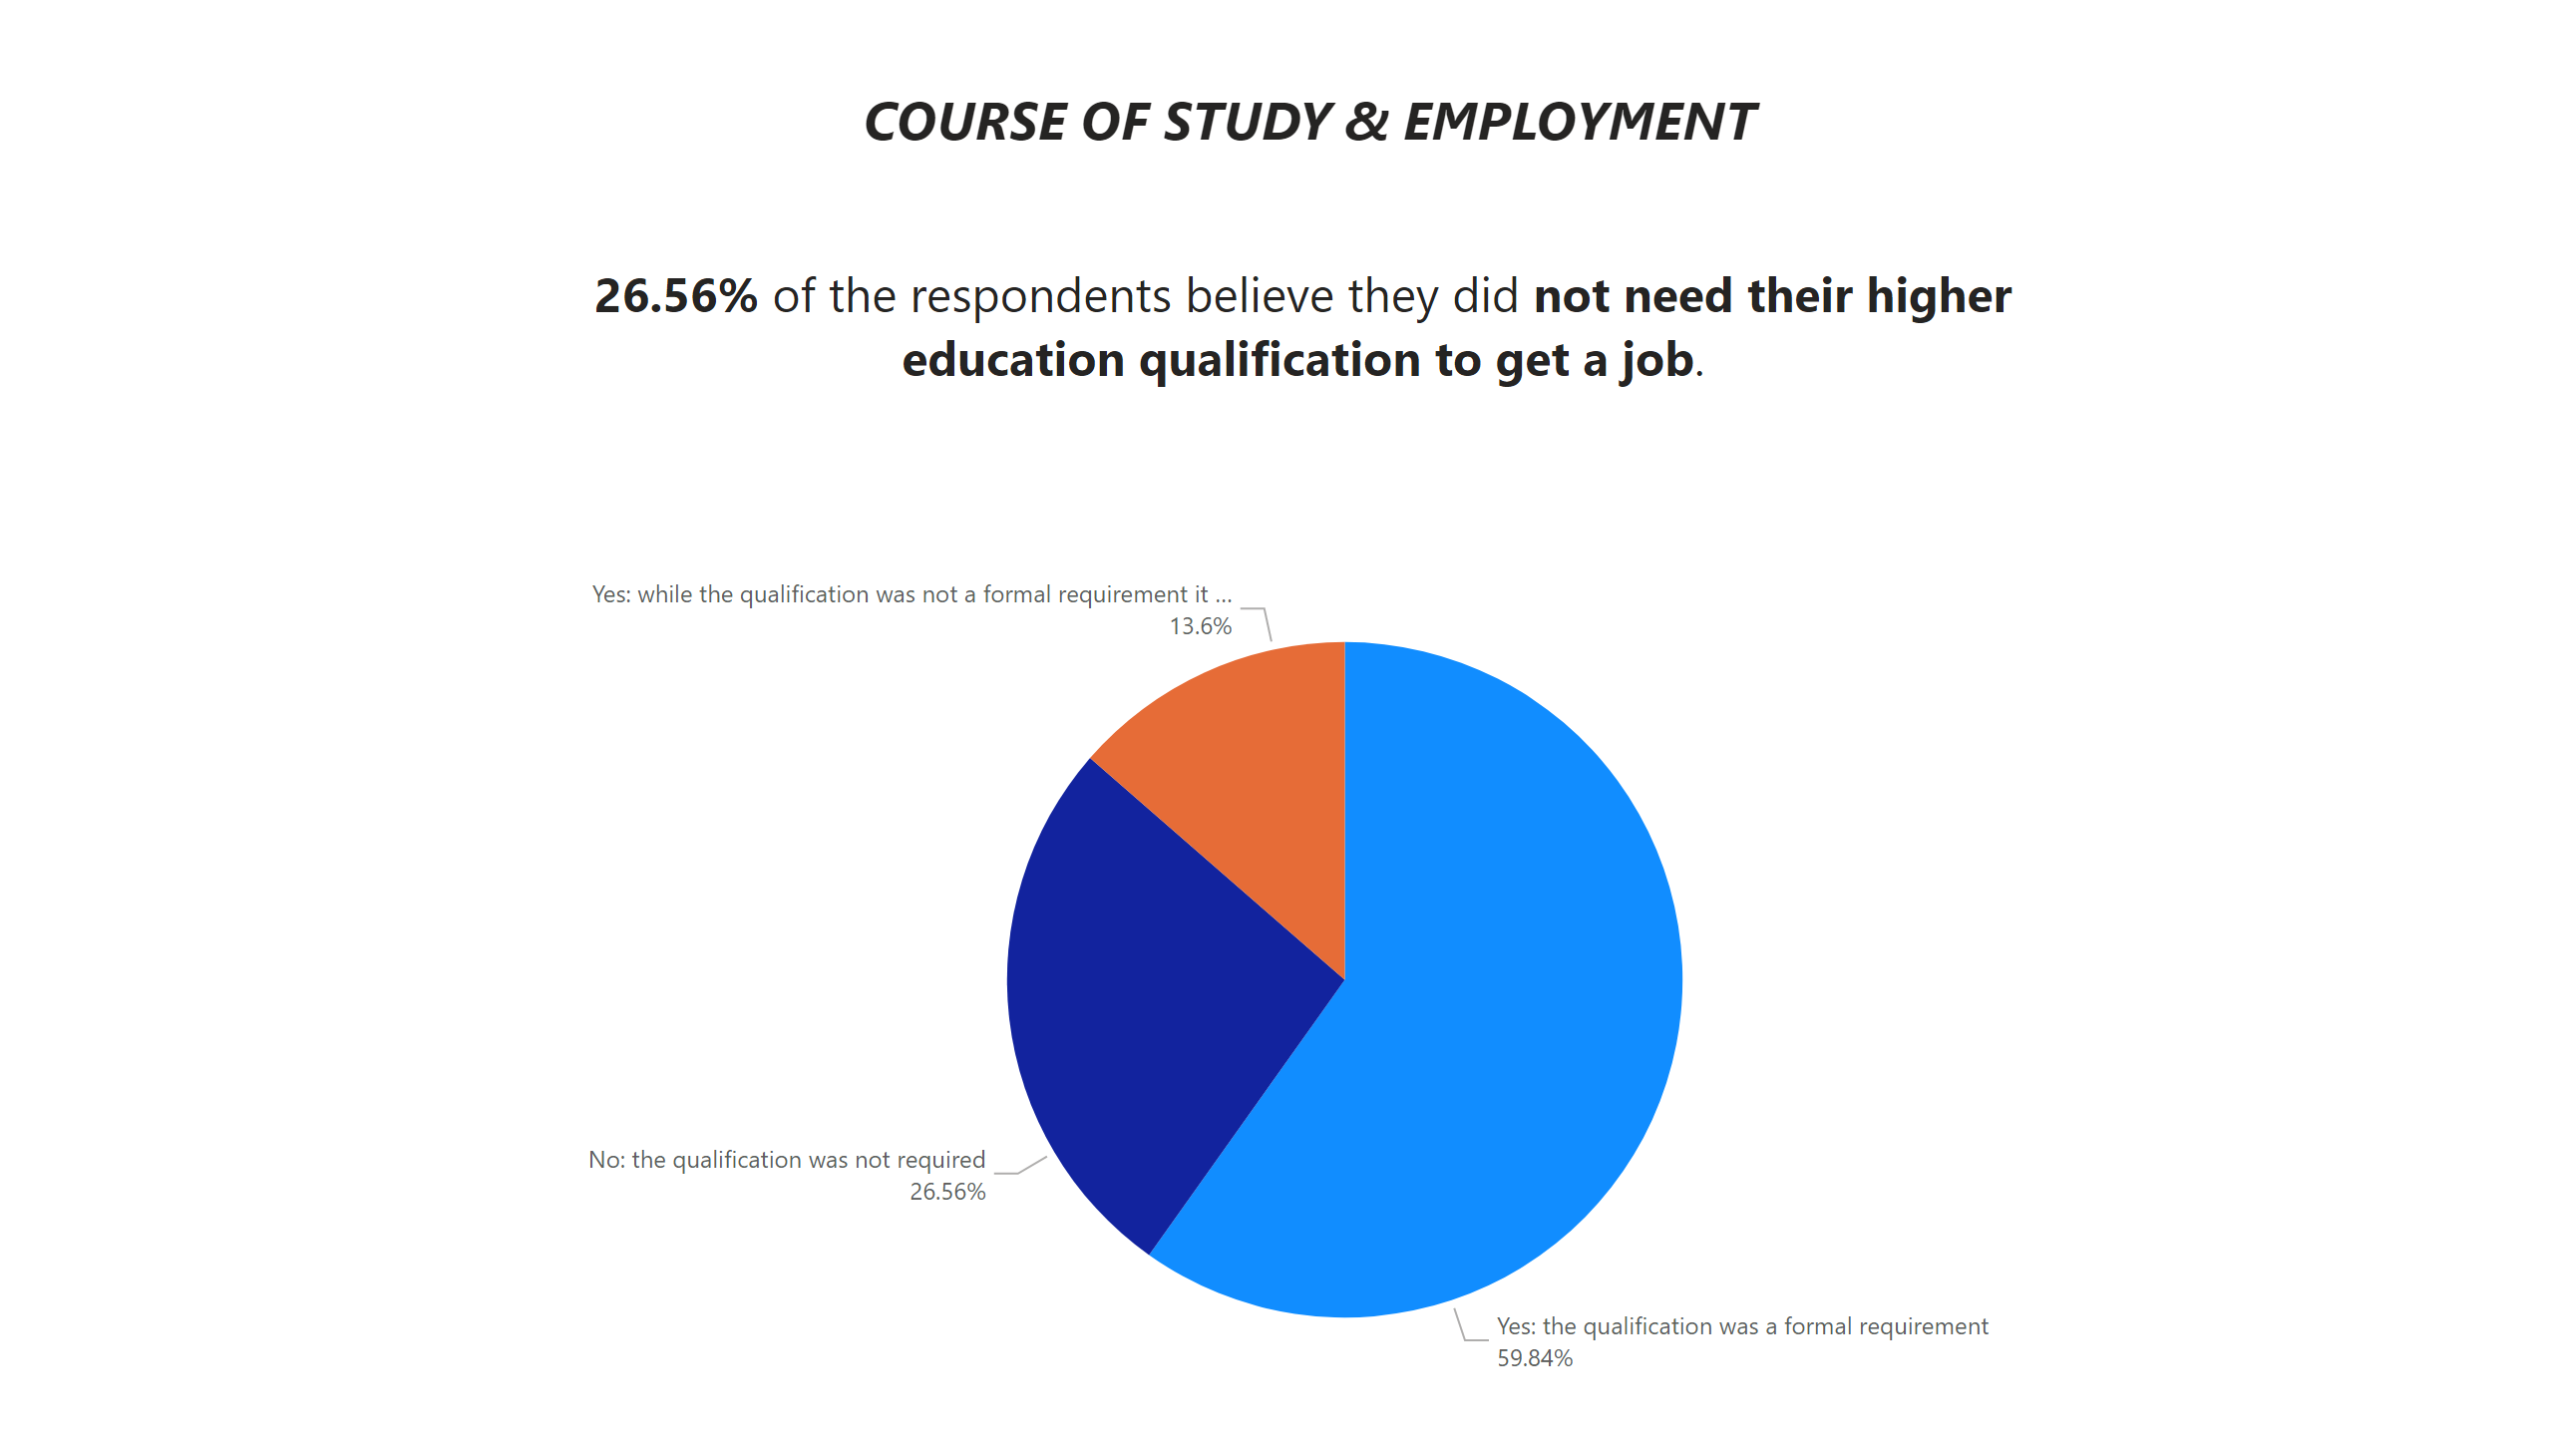 COURSE OF STUDY & EMPLOYMENT
26.56% of the respondents believe they did not need their higher
education qualification to get a job.
Yes: while the qualification was not a formal requirement it ...
13.6%
No: the qualification was not required
26.56%
Yes: the qualification was a formal requirement
59.84%